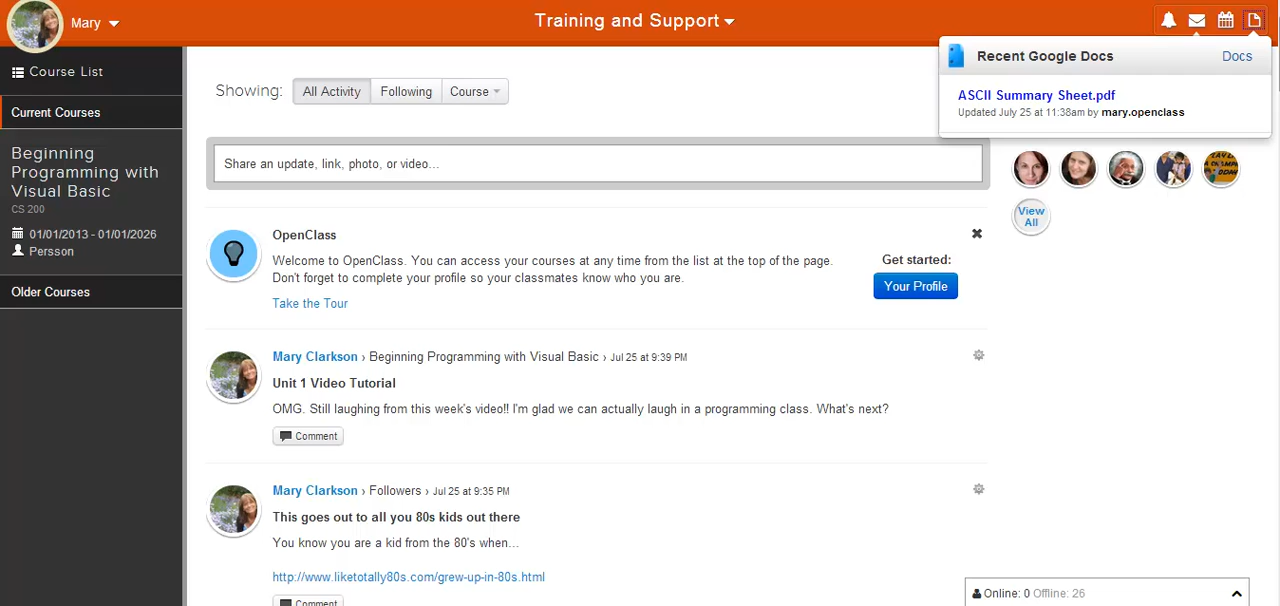 Mary
Training and Support
Course List
Current Courses
Beginning
Programming with
Visual Basic
CS 200
01/01/2013 - 01/01/2026
Persson
Older Courses
Showing:
All Activity
Following
Course
Recent Google Docs
Docs
ASCII Summary Sheet.pdf
Updated July 25 at 11:38am by mary.openclass
Share an update, link, photo, or video...
View
All
OpenClass
Welcome to OpenClass. You can access your courses at any time from the list at the top of the page.
Don't forget to complete your profile so your classmates know who you are.
Take the Tour
Get started:
Your Profile
Mary Clarkson › Beginning Programming with Visual Basic › Jul 25 at 9:39 PM
Unit 1 Video Tutorial
OMG. Still laughing from this week's video!! I'm glad we can actually laugh in a programming class. What's next?
Comment
Mary Clarkson › Followers › Jul 25 at 9:35 PM
This goes out to all you 80s kids out there
You know you are a kid from the 80's when...
http://www.liketotally80s.com/grew-up-in-80s.html
Comment
Online: 0 Offline: 26